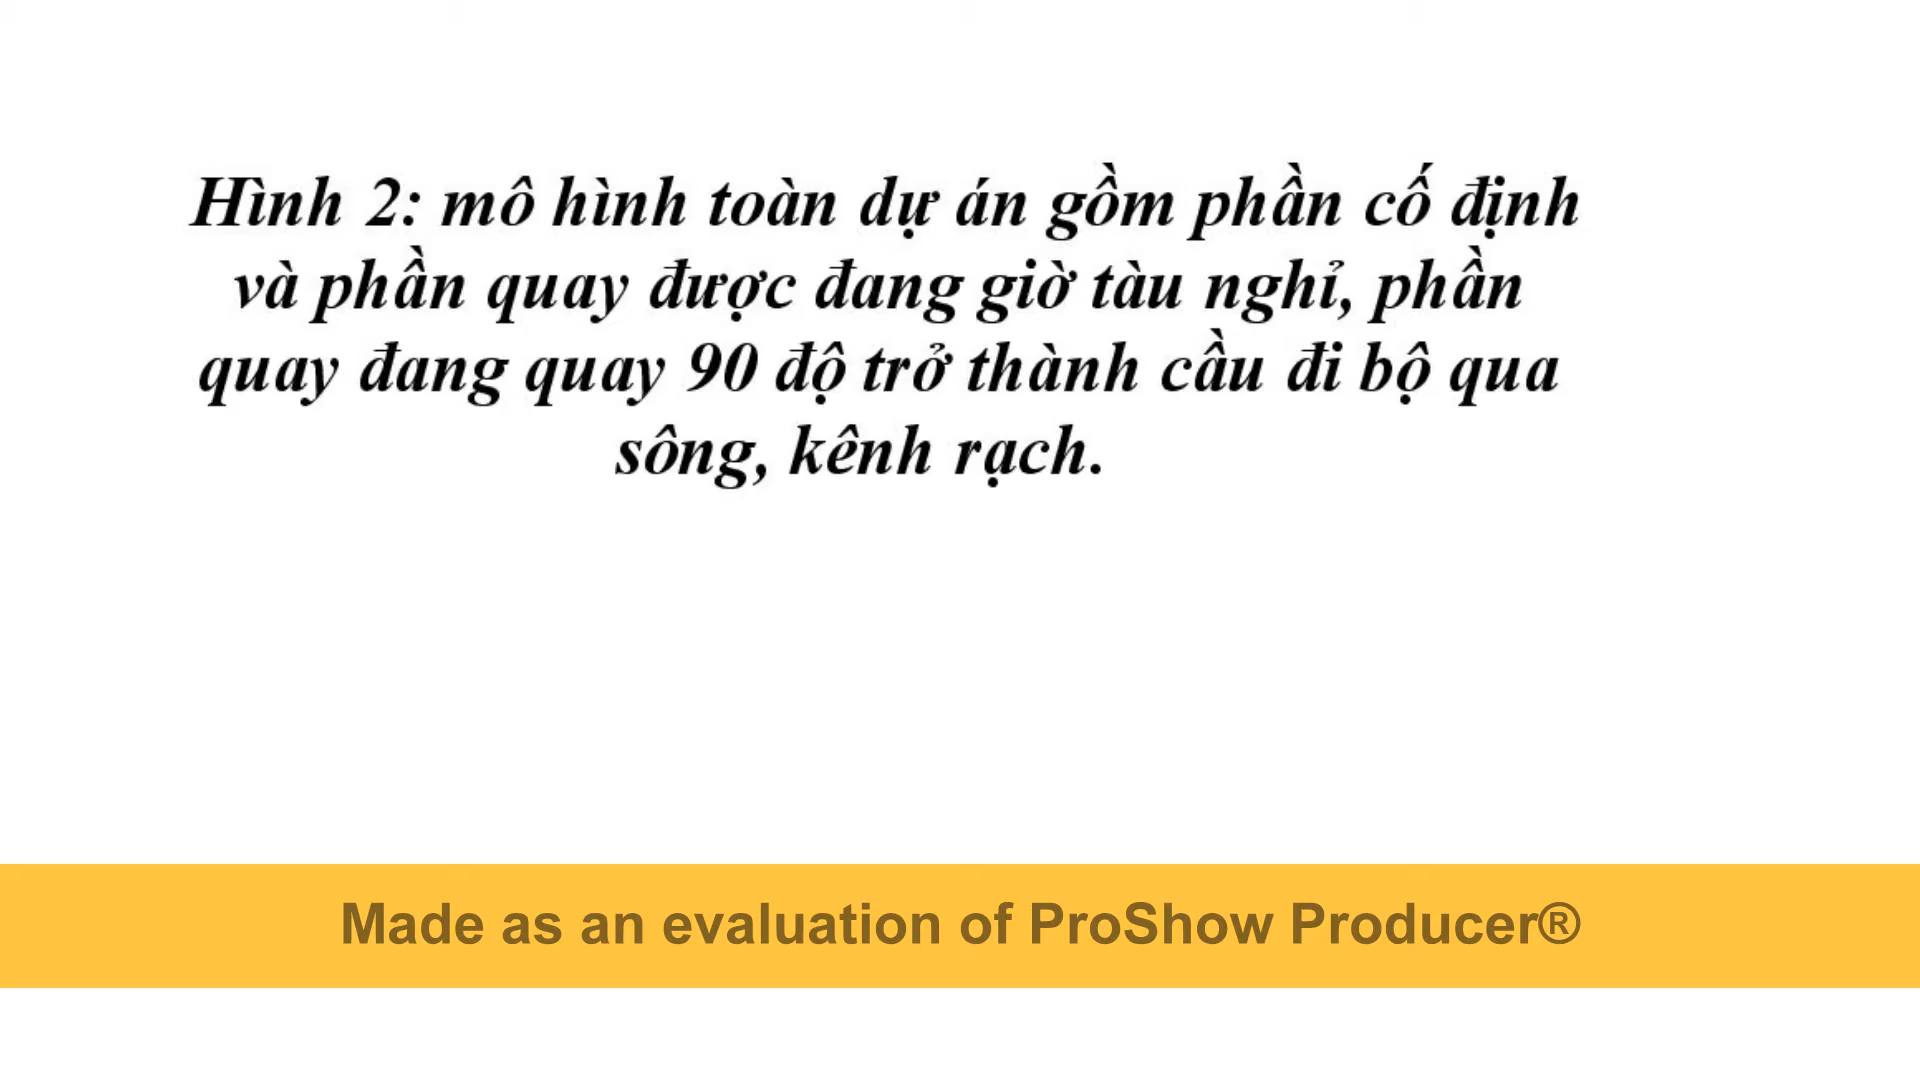 Hình 2: mô hình toàn dự án gồm phần cố định
và phần quay được đang giờ tàu nghỉ, phần
quay đang quay 90 độ trở thành cầu đi bộ qua
sông, kênh rạch.
Made as an evaluation of ProShow Producer®